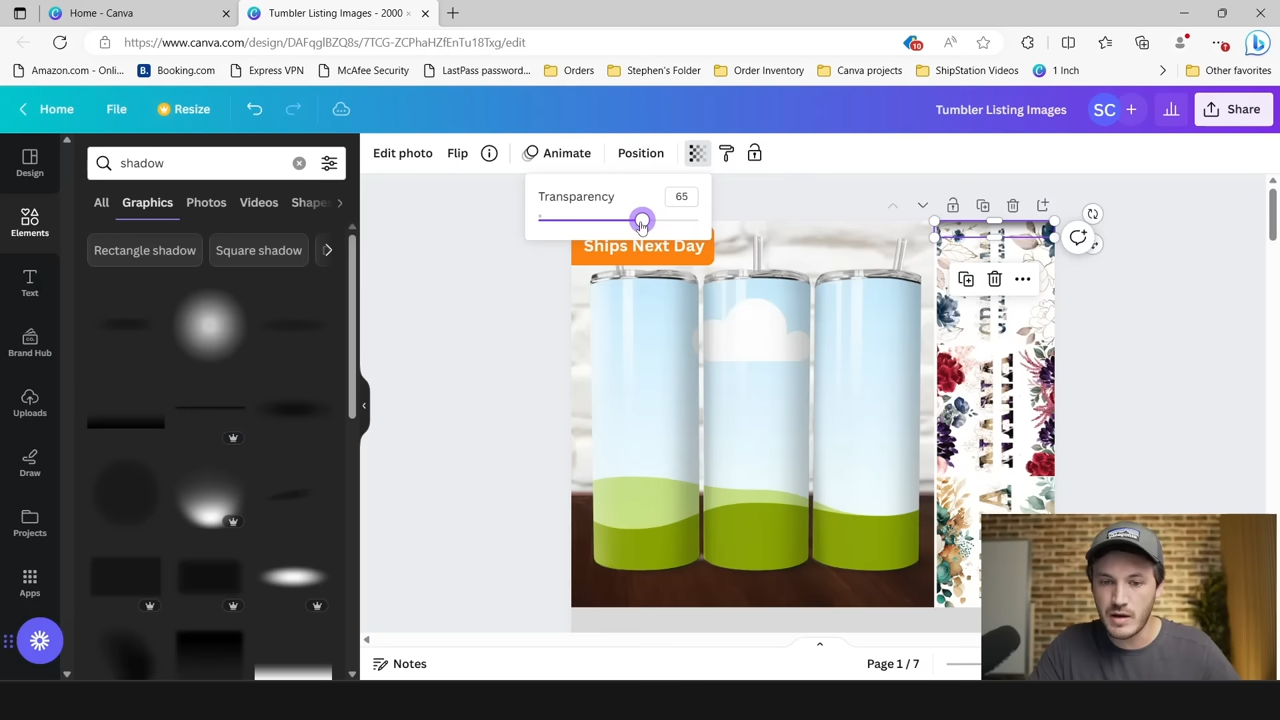 Home - Canva
Tumbler Listing Images - 2000
https://www.canva.com/design/DAFqglBZQ8s/7TCG-ZCPhaHZfEnTu18Txg/edit
10
Amazon.com - Onli...
Booking.com
Express VPN
McAfee Security
LastPass password...
Orders
Stephen's Folder
Order Inventory
Canva projects
ShipStation Videos
1 Inch
Other favorites
Home
File
Resize
Tumbler Listing Images
SC
Share
Design
Elements
Text
Brand Hub
Uploads
Draw
Projects
Apps
shadow
All
Graphics
Photos
Videos
Shape
Rectangle shadow
Square shadow
Edit photo
Flip
Animate
Position
Transparency
65
Ships Next Day
Notes
Page 1 / 7